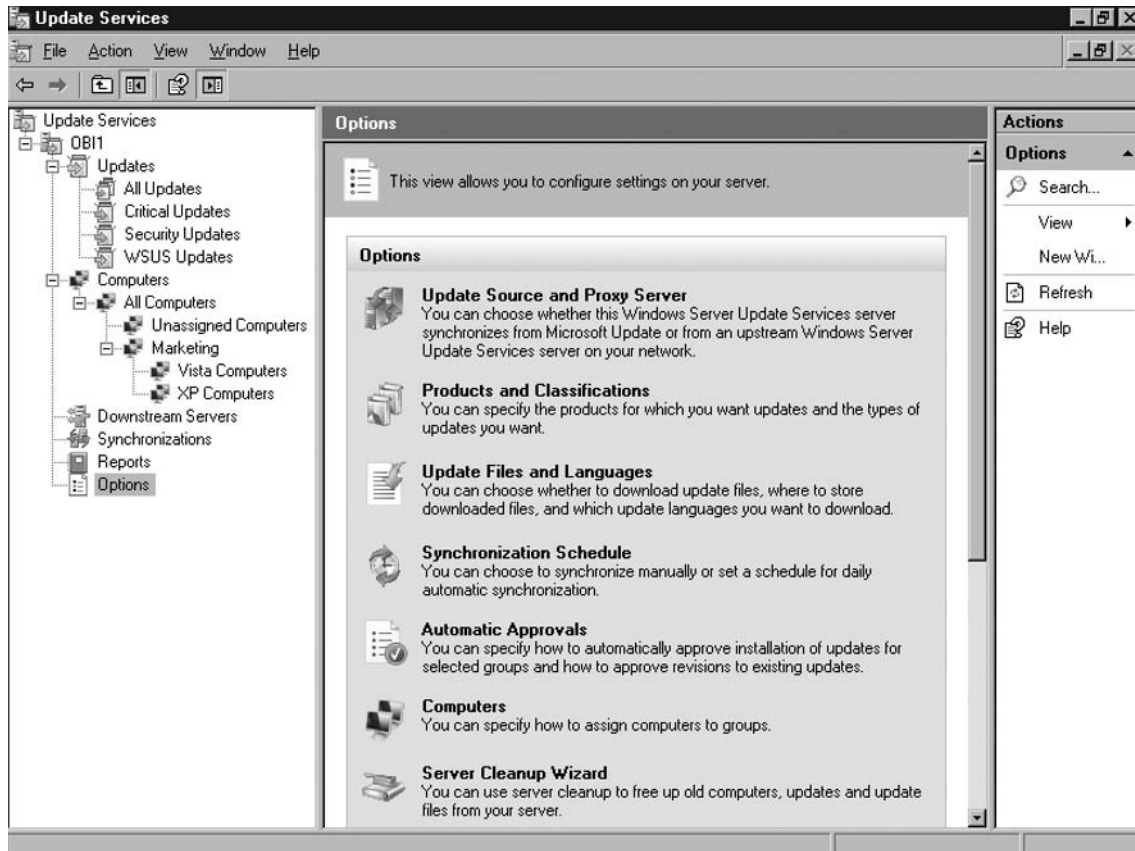 Update Services
File Action View Window Help
Update Services
OBI1
Updates
All Updates
Critical Updates
Security Updates
WSUS Updates
Computers
All Computers
Unassigned Computers
Marketing
Vista Computers
XP Computers
Downstream Servers
Synchronizations
Reports
Options
Options
This view allows you to configure settings on your server.
Options
Update Source and Proxy Server
You can choose whether this Windows Server Update Services server
synchronizes from Microsoft Update or from an upstream Windows Server
Update Services server on your network.
Products and Classifications
You can specify the products for which you want updates and the types of
updates you want.
Update Files and Languages
You can choose whether to download update files, where to store
downloaded files, and which update languages you want to download.
Synchronization Schedule
You can choose to synchronize manually or set a schedule for daily
automatic synchronization.
Automatic Approvals
You can specify how to automatically approve installation of updates for
selected groups and how to approve revisions to existing updates.
Computers
You can specify how to assign computers to groups.
Server Cleanup Wizard
You can use server cleanup to free up old computers, updates and update
files from your server.
Actions
Options
Search...
View
New Wi...
Refresh
Help